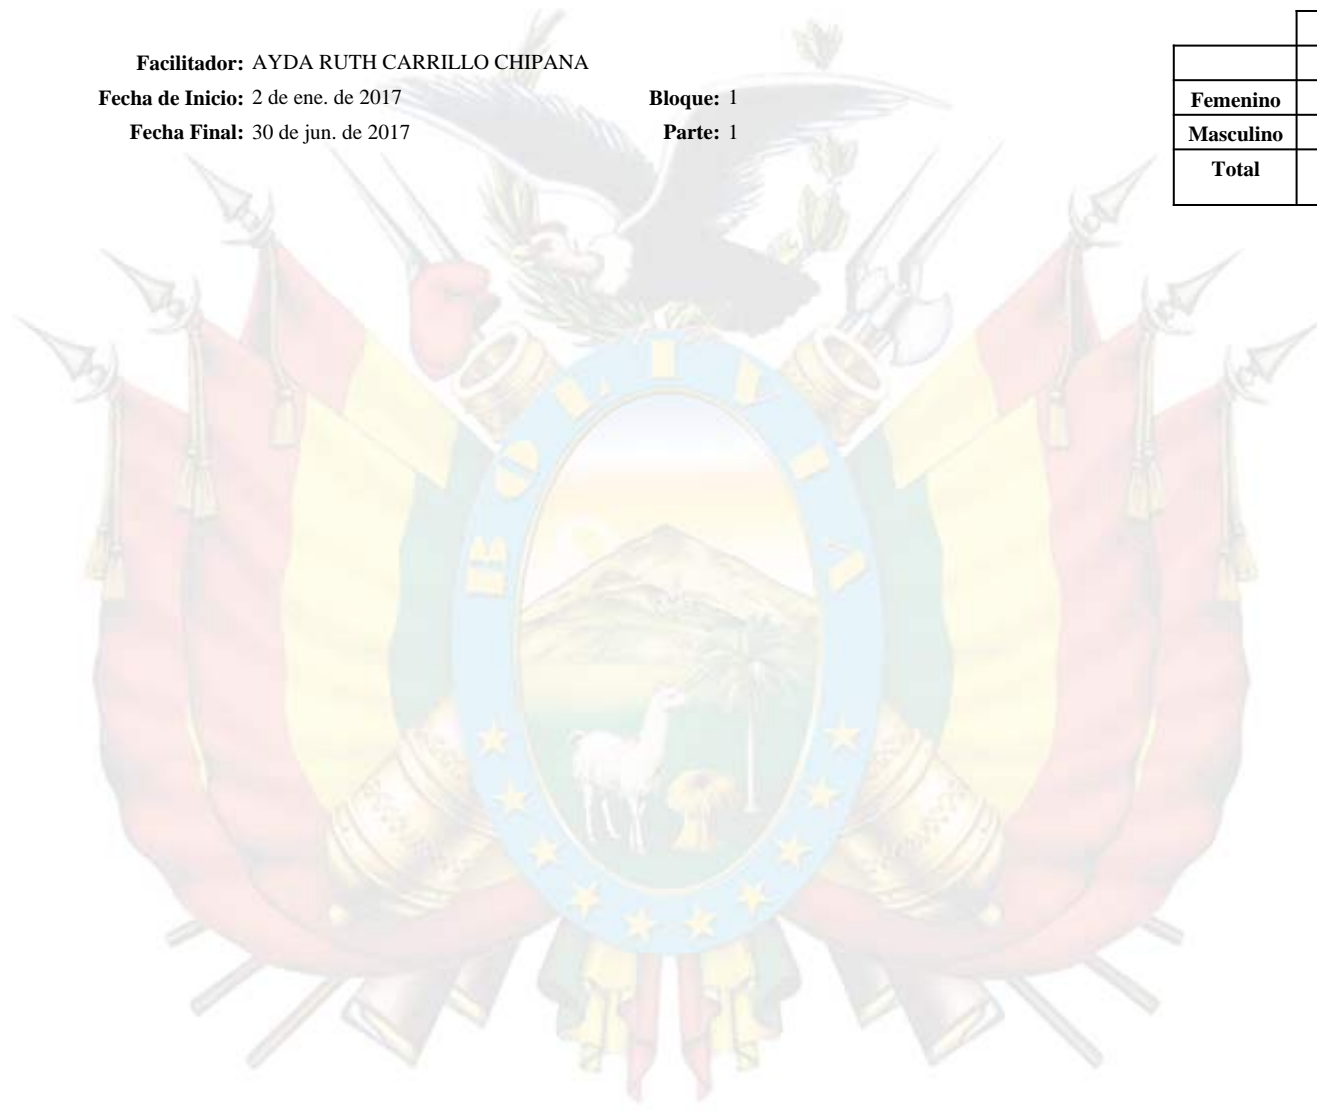 Facilitador: AYDA RUTH CARRILLO CHIPANA
Fecha de Inicio: 2 de ene. de 2017 Bloque: 1
Fecha Final: 30 de jun. de 2017 Parte: 1
Femenino
Masculino
Total
BOLIVIA